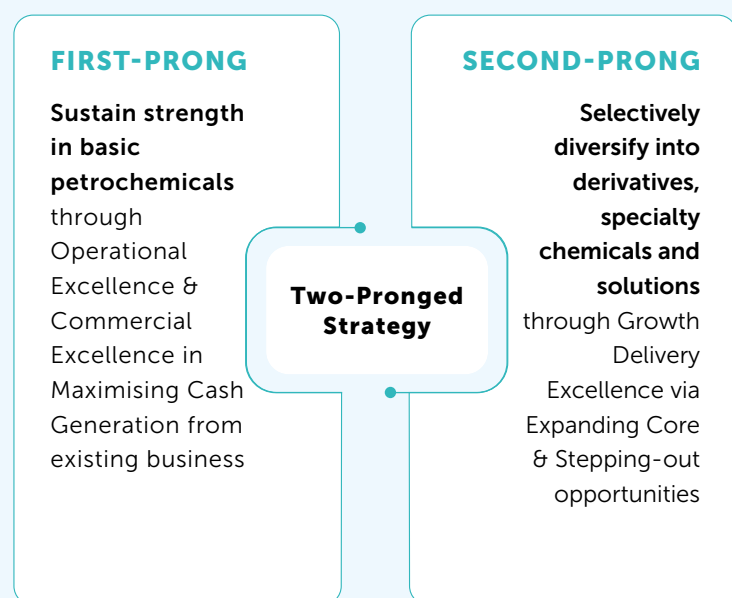 FIRST-PRONG
Sustain strength
in basic
petrochemicals
through
Operational
Excellence &
Commercial
Excellence in
Maximising Cash
Generation from
existing business
Two-Pronged
Strategy
SECOND-PRONG
Selectively
diversify into
derivatives,
specialty
chemicals and
solutions
through Growth
Delivery
Excellence via
Expanding Core
& Stepping-out
opportunities